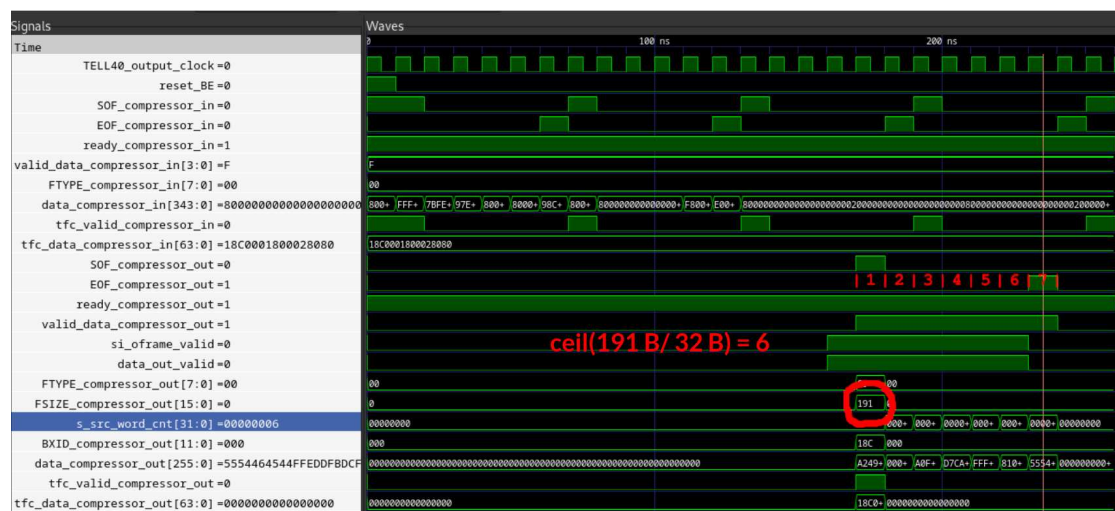 Signals Waves
Time 0 100 ns 200 ns
TELL40_output_clock=0
reset_BE=0
SOF_compressor_in=0
EOF_compressor_in=0
ready_compressor_in=1
valid_data_compressor_in[3:0]=F F
FTYPE_compressor_in[7:0]=00 00
data_compressor_in[343:0]=80000000000000000000 800+ FFF+ 7BFE+ 97E+ 800+ 8000+ 98C+ 800+ 80000000000000000+ F800+ E00+
tfc_valid_compressor_in=0
tfc_data_compressor_in[63:0]=18C0001800028080 18C0001800028080
SOF_compressor_out=0
EOF_compressor_out=1 | 1 | 2 | 3 | 4 | 5 | 6 | 7 |
ready_compressor_out=1
valid_data_compressor_out=1
si_oframe_valid=0 ceil(191 B/ 32 B) = 6
data_out_valid=0
FTYPE_compressor_out[7:0]=00 00 00
FSIZE_compressor_out[15:0]=0 0 191
s_src_word_cnt[31:0]=00000006 00000000 000+ 000+ 0000+ 000+ 000+ 0000+ 00000000
BXID_compressor_out[11:0]=000 000 18C 000
data_compressor_out[255:0]=5554464544FFEDDFBDCF A249+ 000+ A0F+ D7CA+ FFF+ 810+ 5554+ 000000000+
tfc_valid_compressor_out=0
tfc_data_compressor_out[63:0]=0000000000000000 0000000000000000 18C0+ 0000000000000000